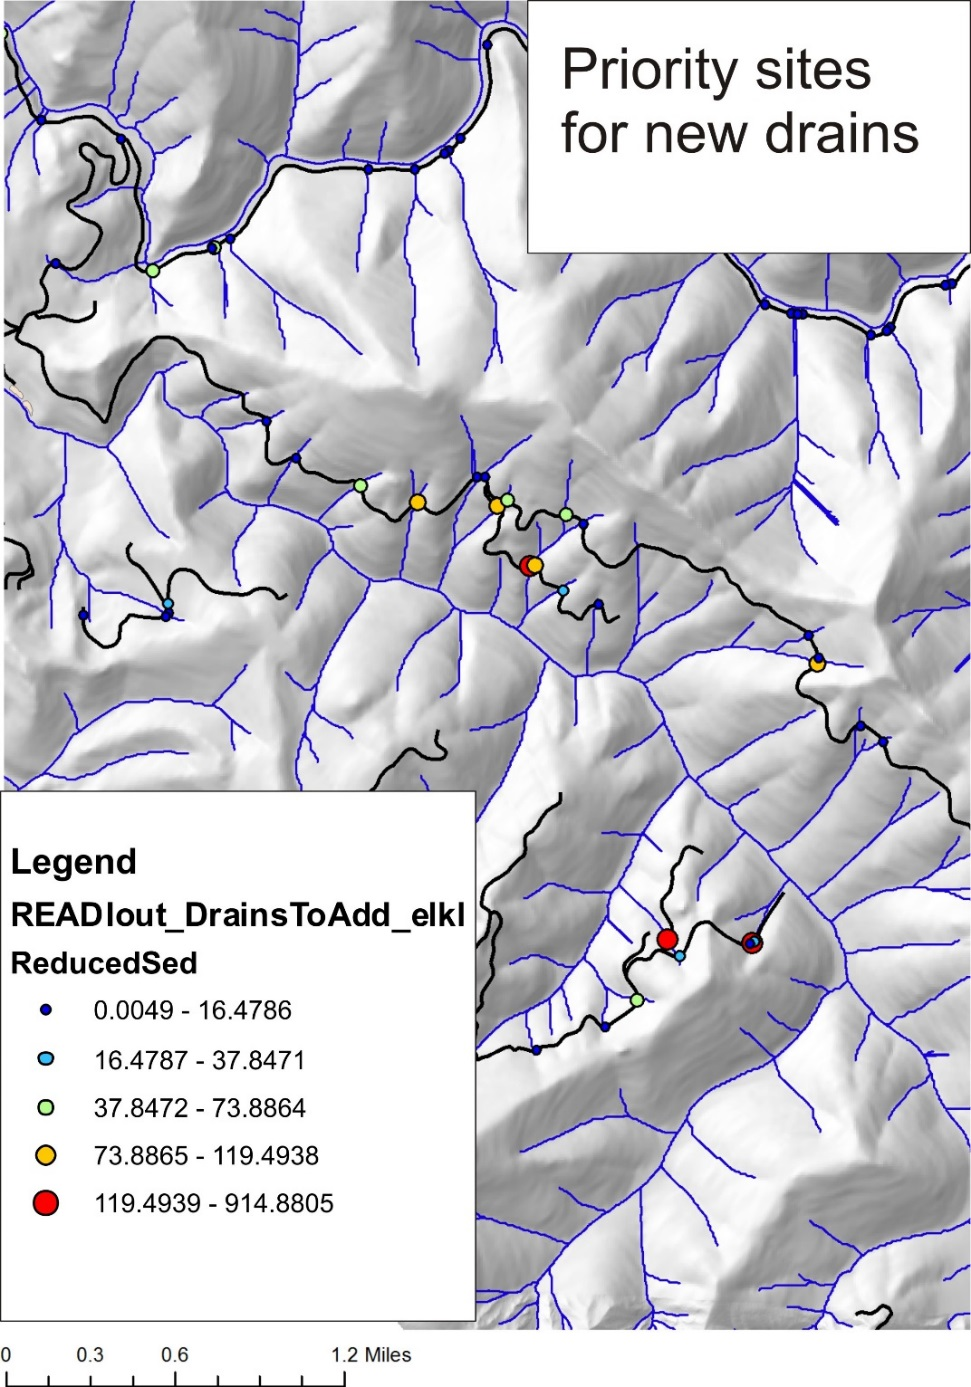 Priority sites
for new drains
Legend
READlout_DrainsToAdd_elkl
ReducedSed
0.0049 - 16.4786
16.4787 - 37.8471
37.8472 - 73.8864
73.8865 - 119.4938
119.4939 - 914.8805
0 0.3 0.6 1.2 Miles